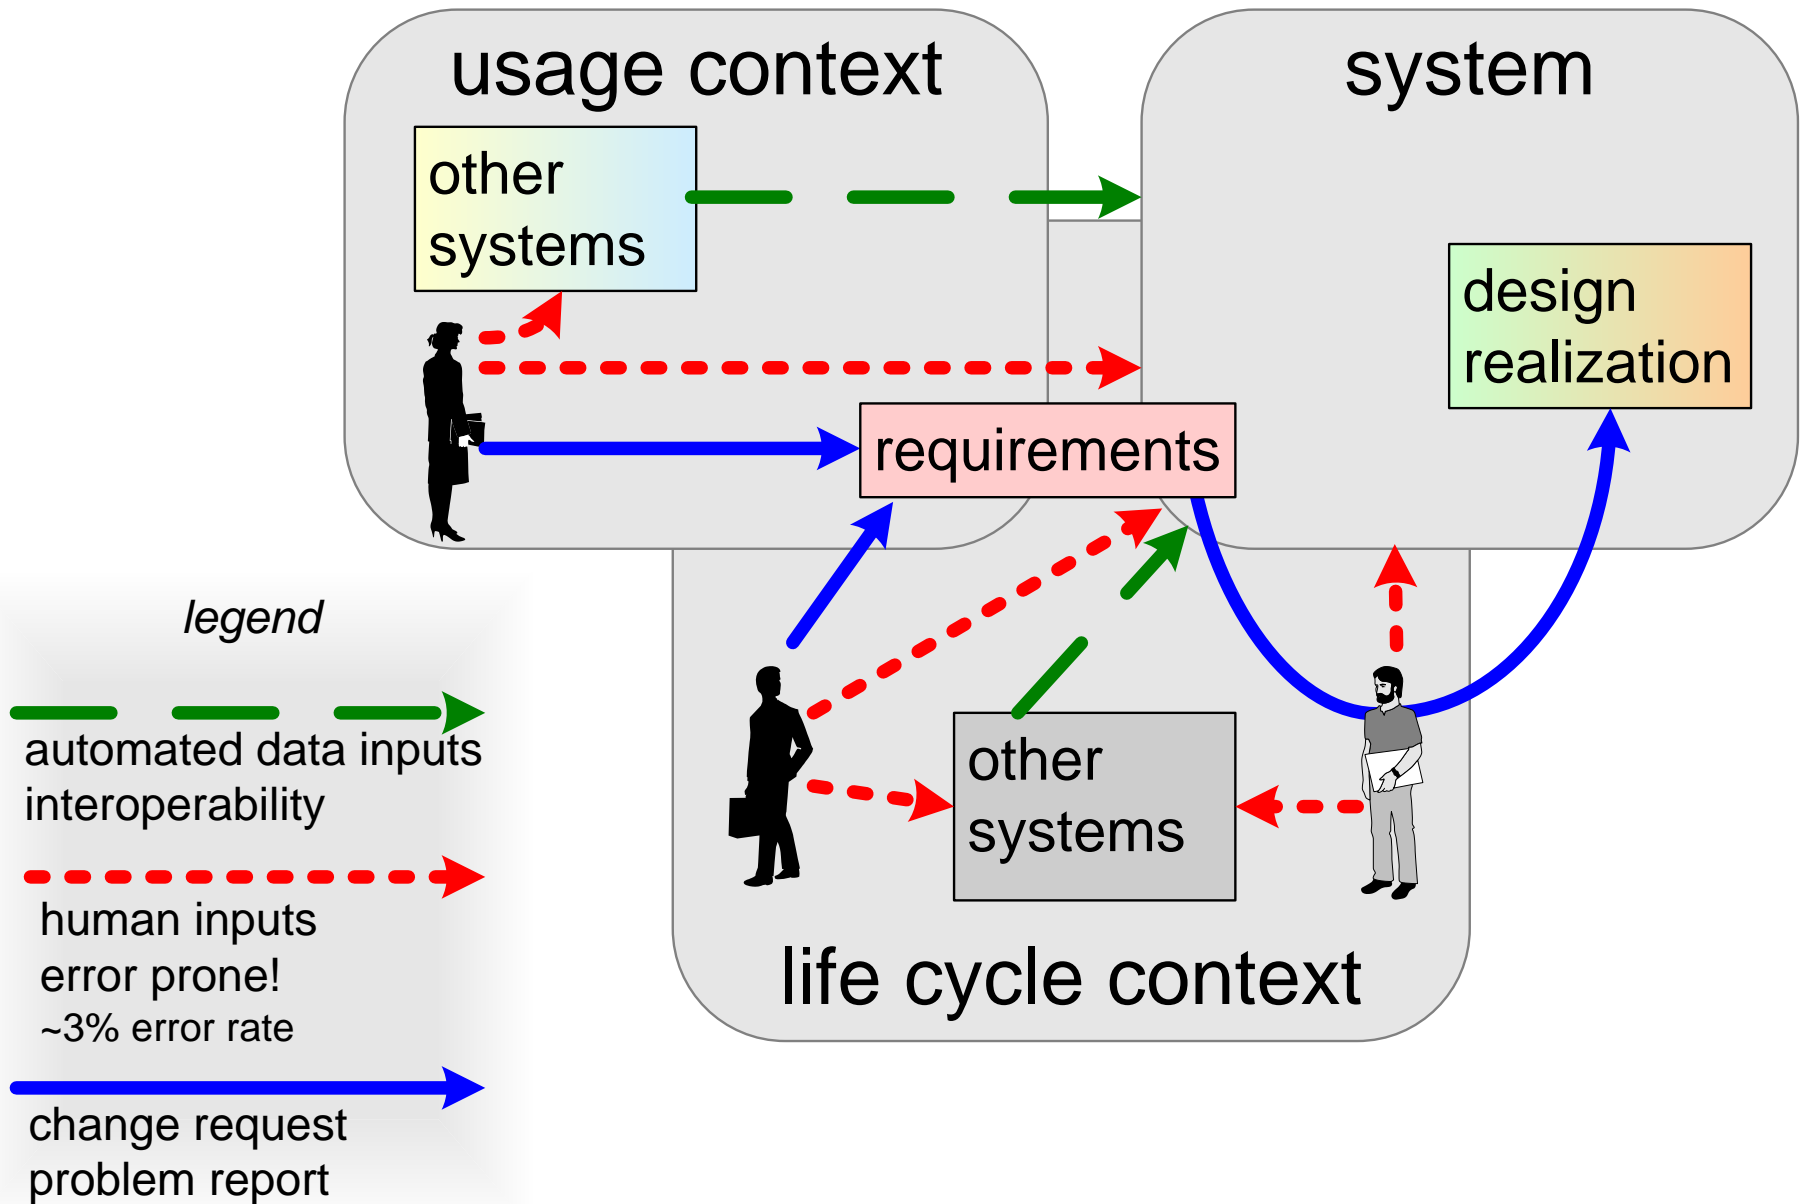 usage context
system
other
systems
design
realization
requirements
legend
automated data inputs
interoperability
human inputs
error prone!
~3% error rate
change request
problem report
other
systems
life cycle context